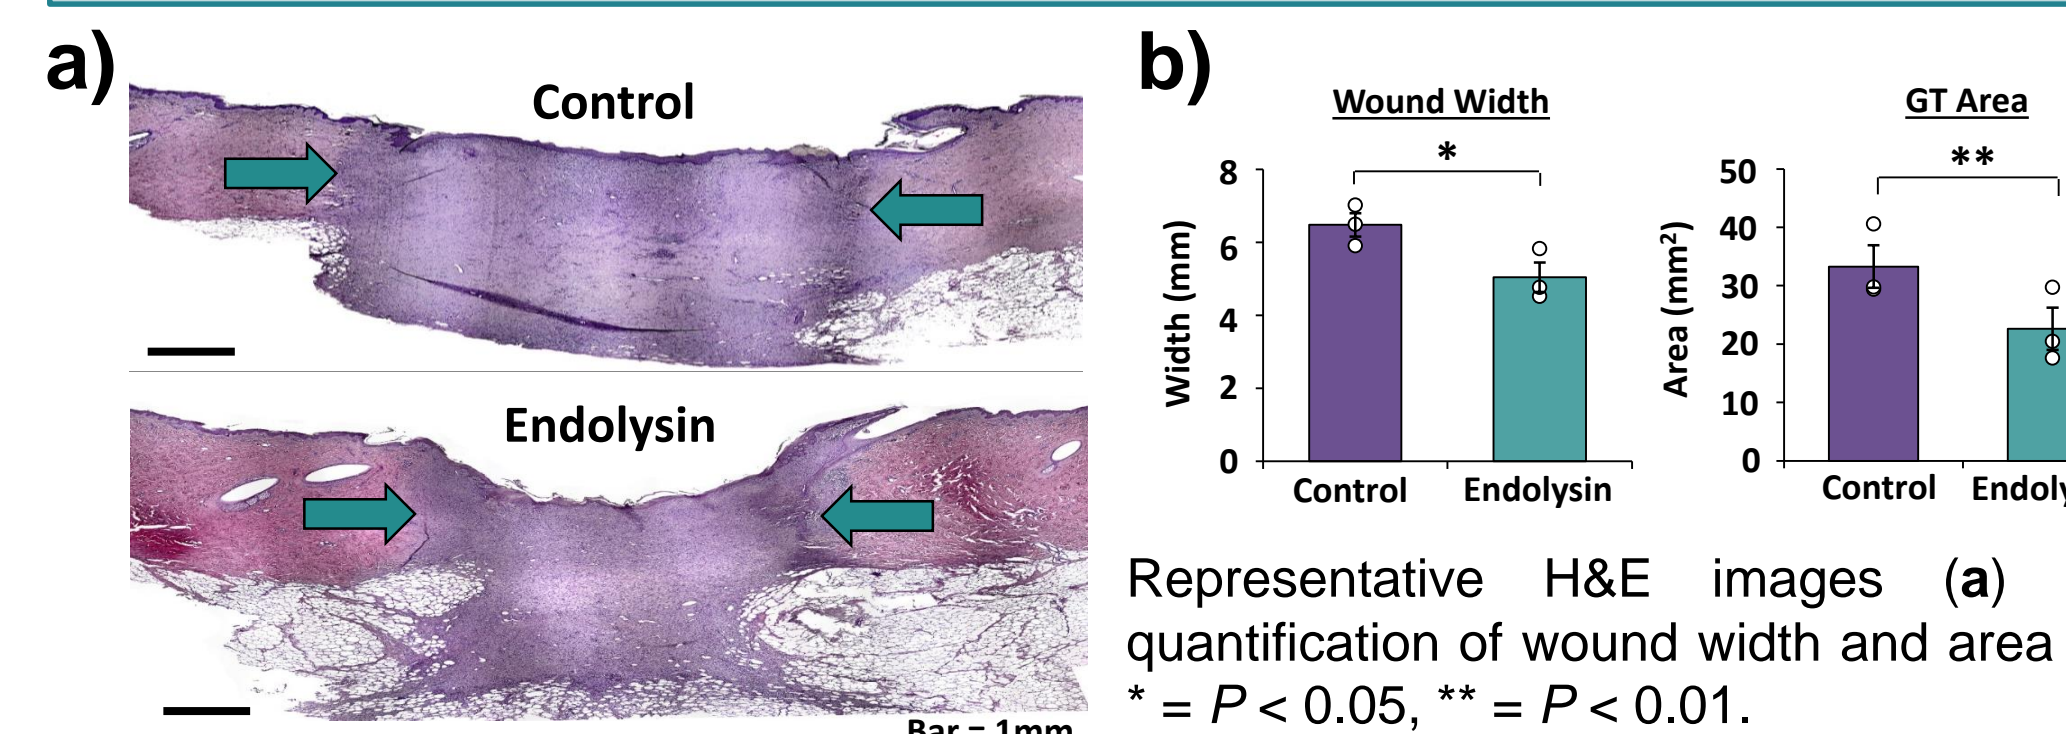 a)
Control
Endolysin
Bar = 1mm
b)
Wound Width
*
Width (mm)
8
6
4
2
0
Control Endolysin
GT Area
**
Area (mm²)
50
40
30
20
10
0
Control
Representative H&E images (a)
quantification of wound width and area
* = P < 0.05, ** = P < 0.01.